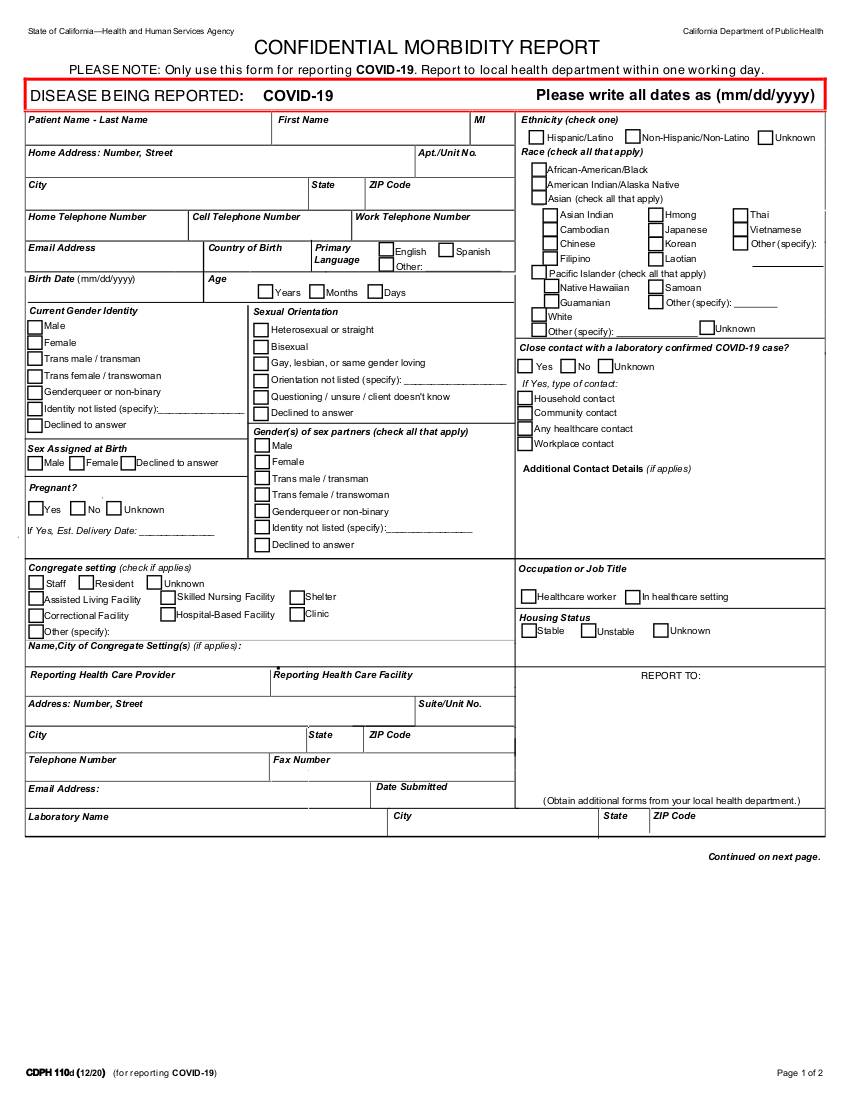 State of California—Health and Human Services Agency
California Department of Public Health
CONFIDENTIAL MORBIDITY REPORT
PLEASE NOTE: Only use this form for reporting COVID-19. Report to local health department within one working day.
DISEASE BEING REPORTED: COVID-19
Please write all dates as (mm/dd/yyyy)
Patient Name - Last Name
First Name
MI
Home Address: Number, Street
Apt./Unit No.
City
State
ZIP Code
Home Telephone Number
Cell Telephone Number
Work Telephone Number
Email Address
Country of Birth
Primary Language
English
Spanish
Other:
Birth Date (mm/dd/yyyy)
Age
Years
Months
Days
Current Gender Identity
Male
Female
Trans male / transman
Trans female / transwoman
Genderqueer or non-binary
Identity not listed (specify):
Declined to answer
Sex Assigned at Birth
Male
Female
Declined to answer
Pregnant?
Yes
No
Unknown
If Yes, Est. Delivery Date:
Sexual Orientation
Heterosexual or straight
Bisexual
Gay, lesbian, or same gender loving
Orientation not listed (specify):
Questioning / unsure / client doesn't know
Declined to answer
Gender(s) of sex partners (check all that apply)
Male
Female
Trans male / transman
Trans female / transwoman
Genderqueer or non-binary
Identity not listed (specify):
Declined to answer
Ethnicity (check one)
Hispanic/Latino
Non-Hispanic/Non-Latino
Unknown
Race (check all that apply)
African-American/Black
American Indian/Alaska Native
Asian (check all that apply)
Asian Indian
Hmong
Thai
Cambodian
Japanese
Vietnamese
Chinese
Korean
Other (specify):
Filipino
Laotian
Pacific Islander (check all that apply)
Native Hawaiian
Samoan
Guamanian
Other (specify):
White
Other (specify):
Unknown
Close contact with a laboratory confirmed COVID-19 case?
Yes
No
Unknown
If Yes, type of contact:
Household contact
Community contact
Any healthcare contact
Workplace contact
Additional Contact Details (if applies)
Congregate setting (check if applies)
Staff
Resident
Unknown
Assisted Living Facility
Skilled Nursing Facility
Shelter
Correctional Facility
Hospital-Based Facility
Clinic
Other (specify):
Name,City of Congregate Setting(s) (if applies):
Occupation or Job Title
Healthcare worker
In healthcare setting
Housing Status
Stable
Unstable
Unknown
Reporting Health Care Provider
Reporting Health Care Facility
Address: Number, Street
Suite/Unit No.
City
State
ZIP Code
Telephone Number
Fax Number
Email Address:
Date Submitted
REPORT TO:
(Obtain additional forms from your local health department.)
Laboratory Name
City
State
ZIP Code
Continued on next page.
CDPH 110d (12/20) (for reporting COVID-19)
Page 1 of 2